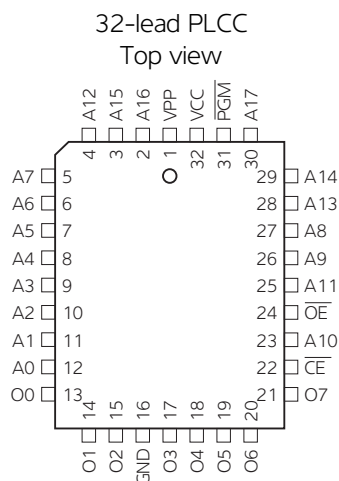 32-lead PLCC
Top view
A12 A15 A16 VPP VCC P̅G̅M̅ A17
4 3 2 1 32 31 30
A7 5 29 A14
A6 6 28 A13
A5 7 27 A8
A4 8 26 A9
A3 9 25 A11
A2 10 24 O̅E̅
A1 11 23 A10
A0 12 22 C̅E̅
O0 13 21 O7
14 15 16 17 18 19 20
O1 O2 GND O3 O4 O5 O6